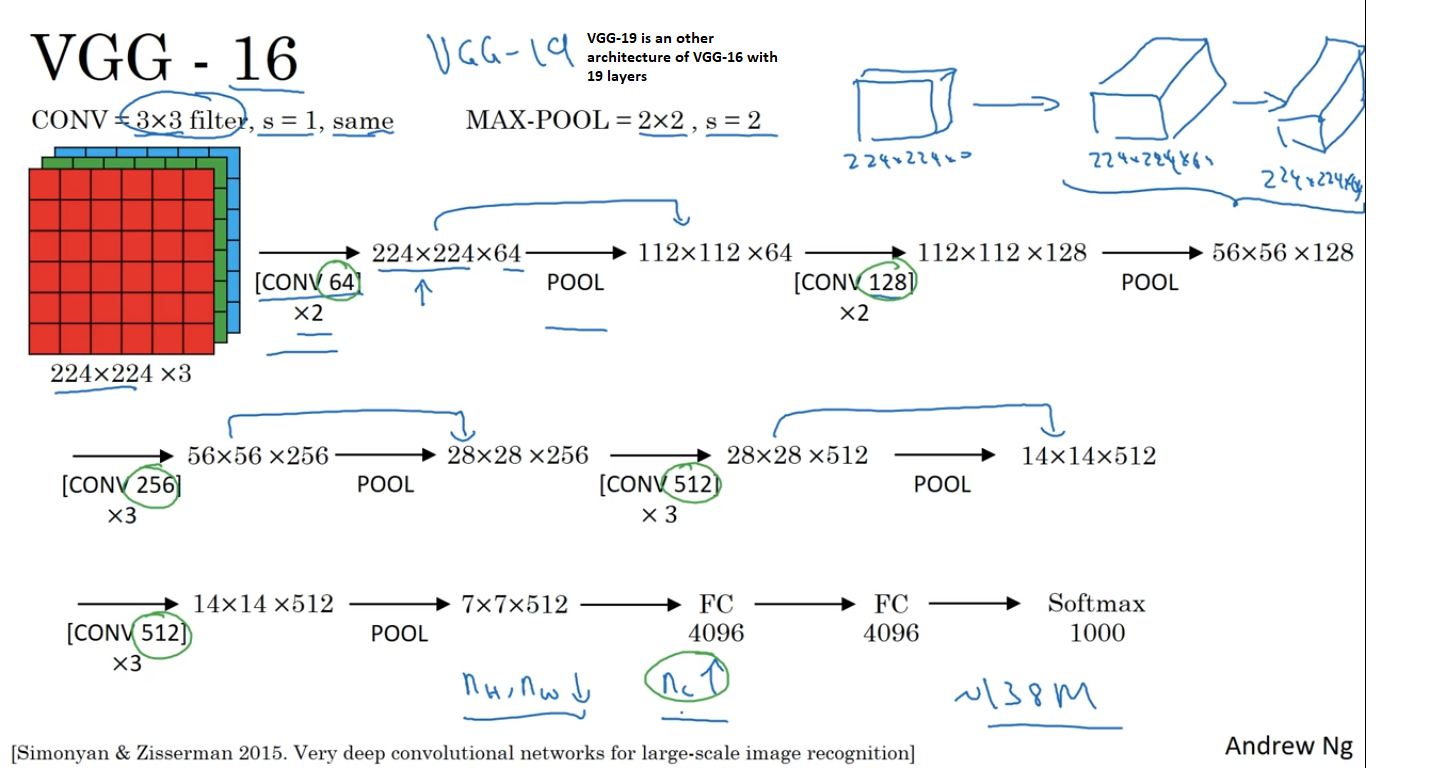 VGG - 16
VGG-19
VGG-19 is an other
architecture of VGG-16 with
19 layers
CONV = 3×3 filter, s = 1, same
MAX-POOL = 2×2 , s = 2
224×224×3
224×224×64
224×224×64
224×224×64
112×112 ×64
112×112 ×128
56×56 ×128
[CONV 64]
POOL
[CONV 128]
POOL
×2
×2
224×224 ×3
56×56 ×256
28×28 ×256
28×28 ×512
14×14×512
[CONV 256]
POOL
[CONV 512]
POOL
×3
× 3
14×14 ×512
7×7×512
FC
FC
Softmax
[CONV 512]
POOL
4096
4096
1000
×3
nH, nW ↓
nC ↑
~138M
[Simonyan & Zisserman 2015. Very deep convolutional networks for large-scale image recognition]
Andrew Ng